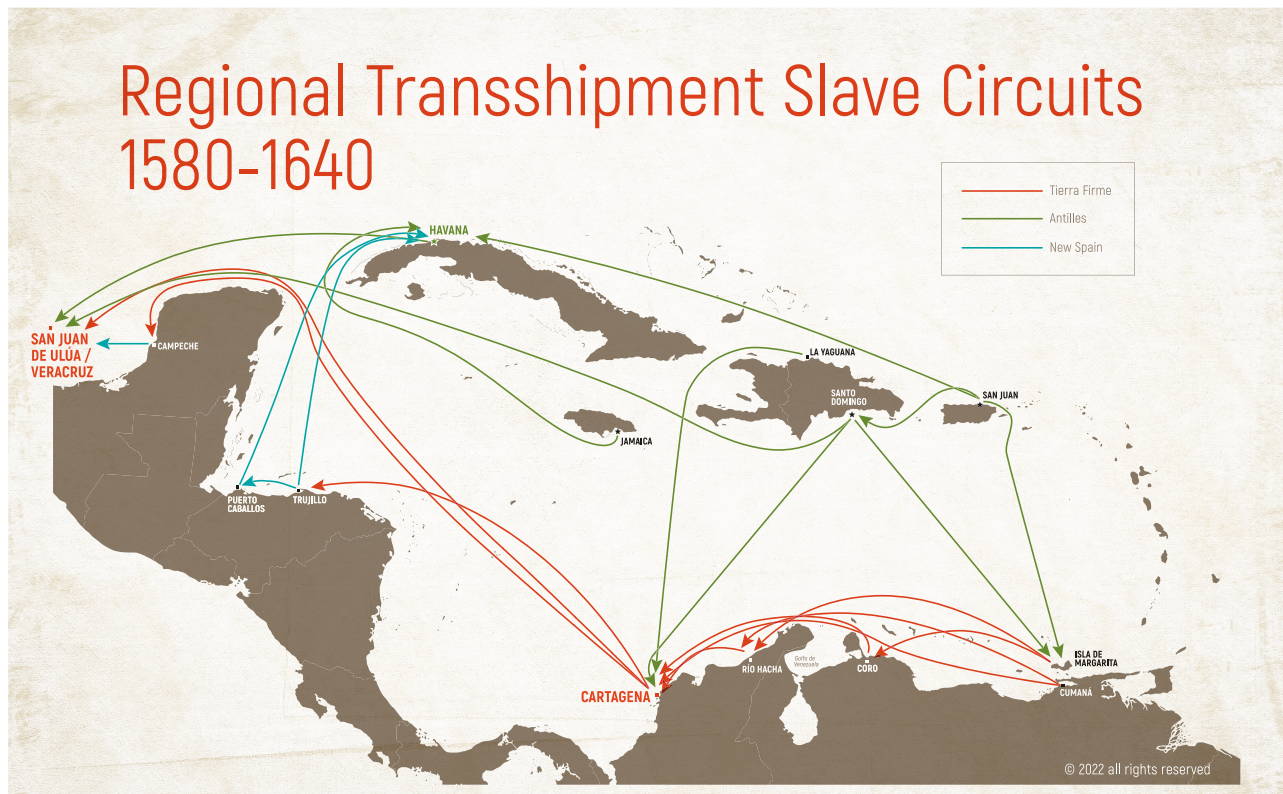 Regional Transshipment Slave Circuits
1580-1640
Tierra Firme
Antilles
New Spain
HAVANA
SAN JUAN
DE ULÚA /
VERACRUZ
CAMPECHE
LA YAGUANA
SANTO
DOMINGO
SAN JUAN
JAMAICA
PUERTO
CABALLOS
TRUJILLO
CARTAGENA
RÍO HACHA
Golfo de
Venezuela
CORO
ISLA DE
MARGARITA
CUMANÁ
© 2022 all rights reserved